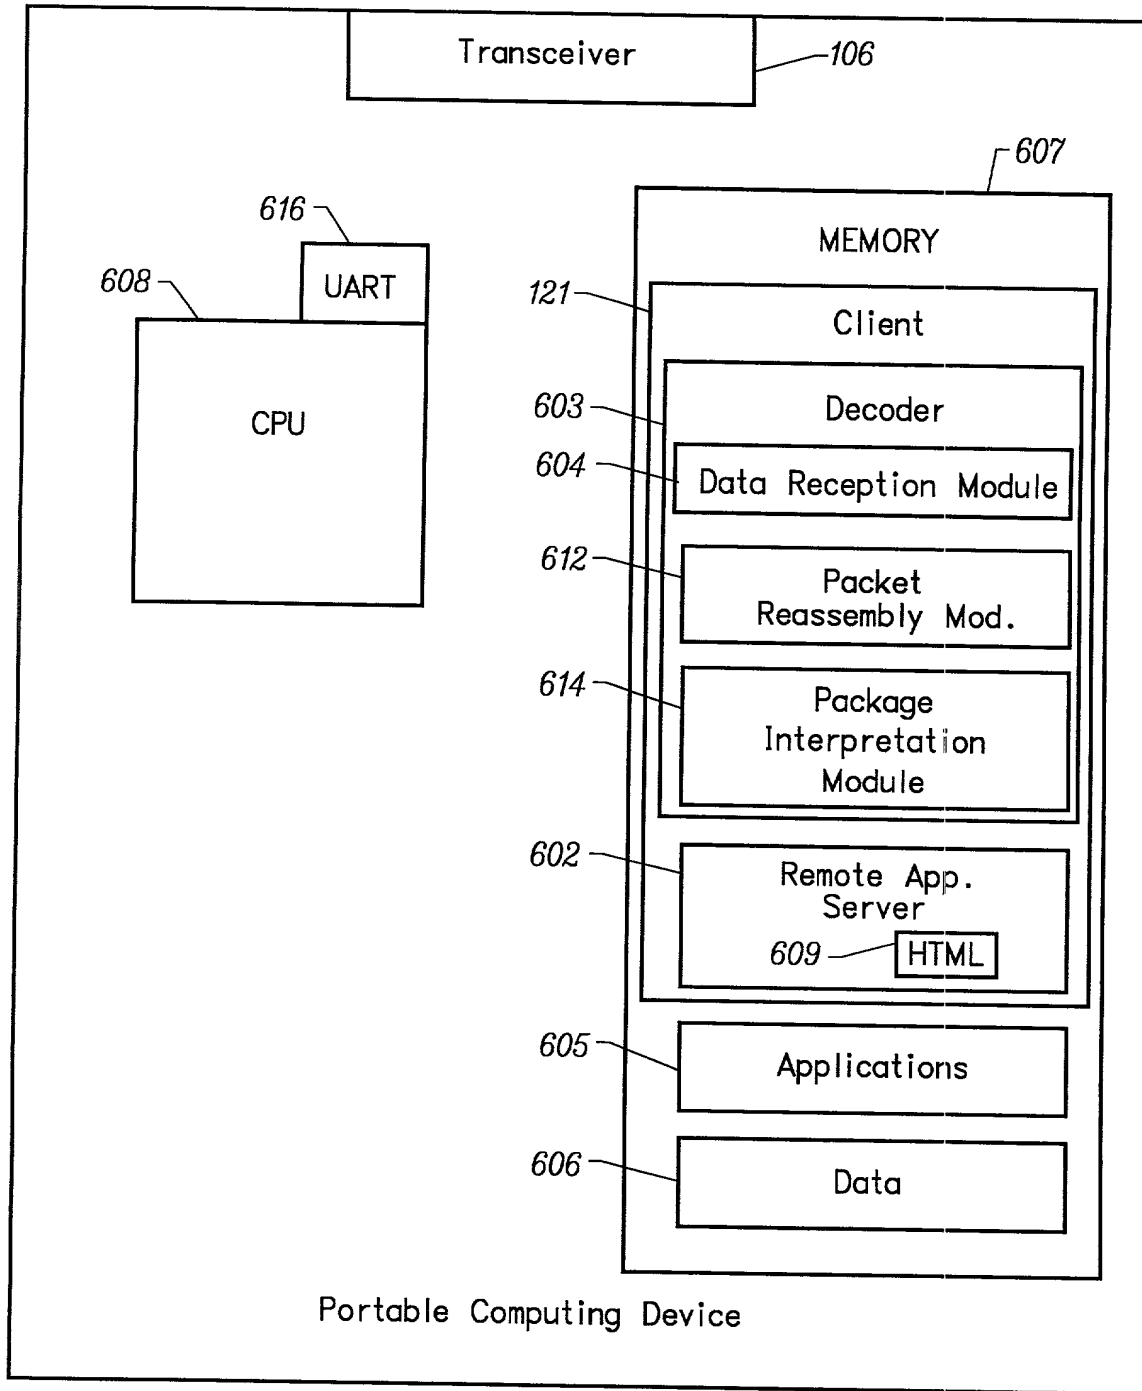 Transceiver
106
607
616
MEMORY
608
UART
121
Client
CPU
603
Decoder
604
Data Reception Module
612
Packet
Reassembly Mod.
614
Package
Interpretation
Module
602
Remote App.
Server
609
HTML
605
Applications
606
Data
Portable Computing Device